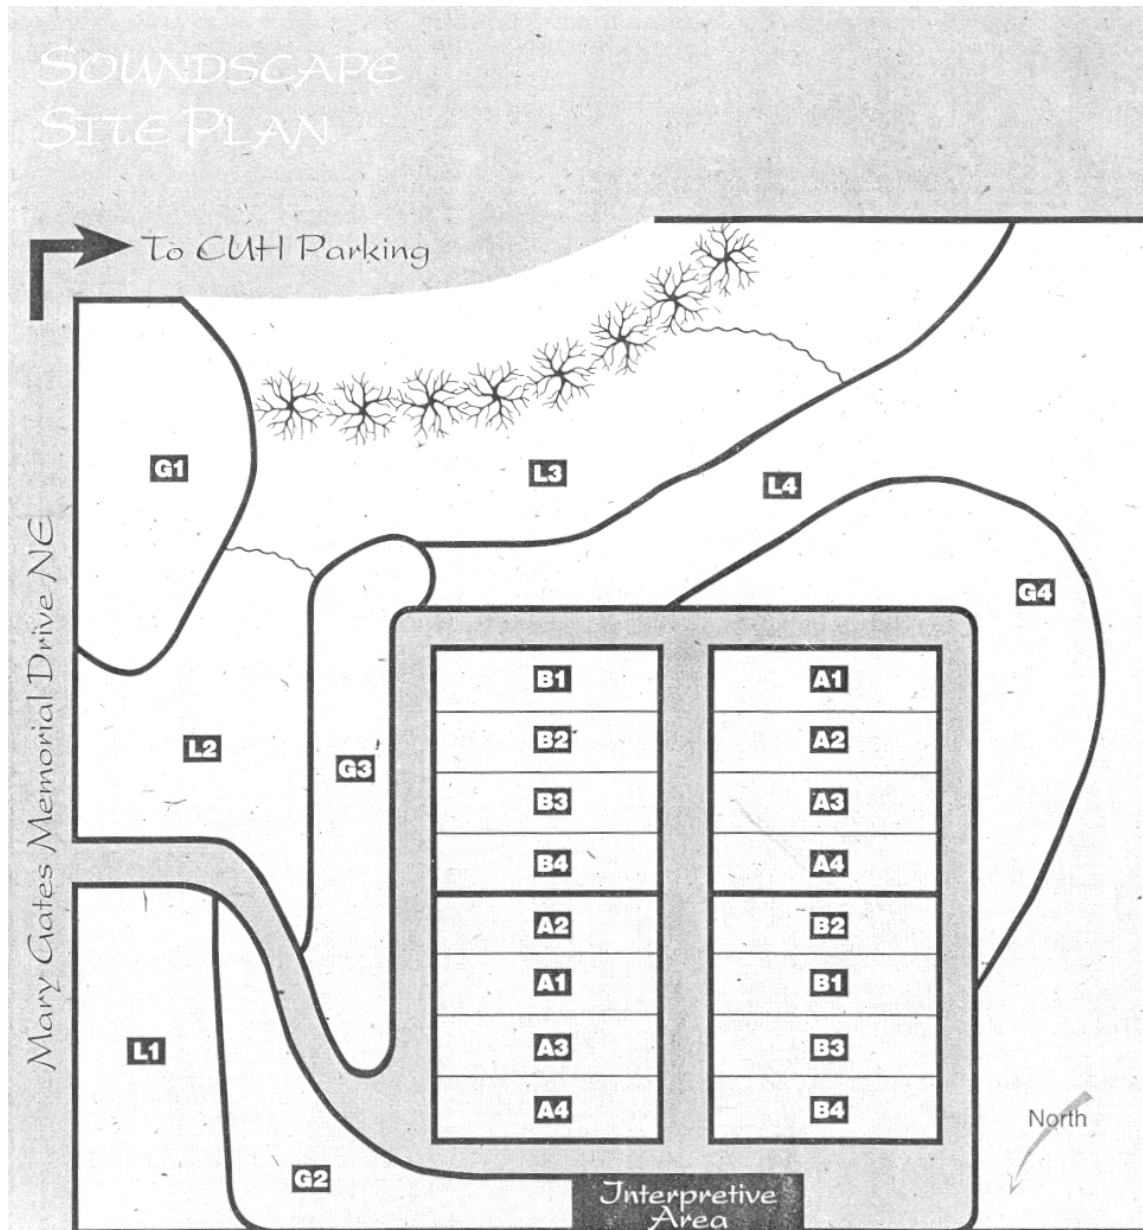 SOUNDSCAPE
SITE PLAN
To CUH Parking
Mary Gates Memorial Drive NE
G1
L3
L4
G4
B1
A1
B2
A2
L2
G3
B3
A3
B4
A4
A2
B2
A1
B1
L1
A3
B3
A4
B4
North
G2
Interpretive
Area